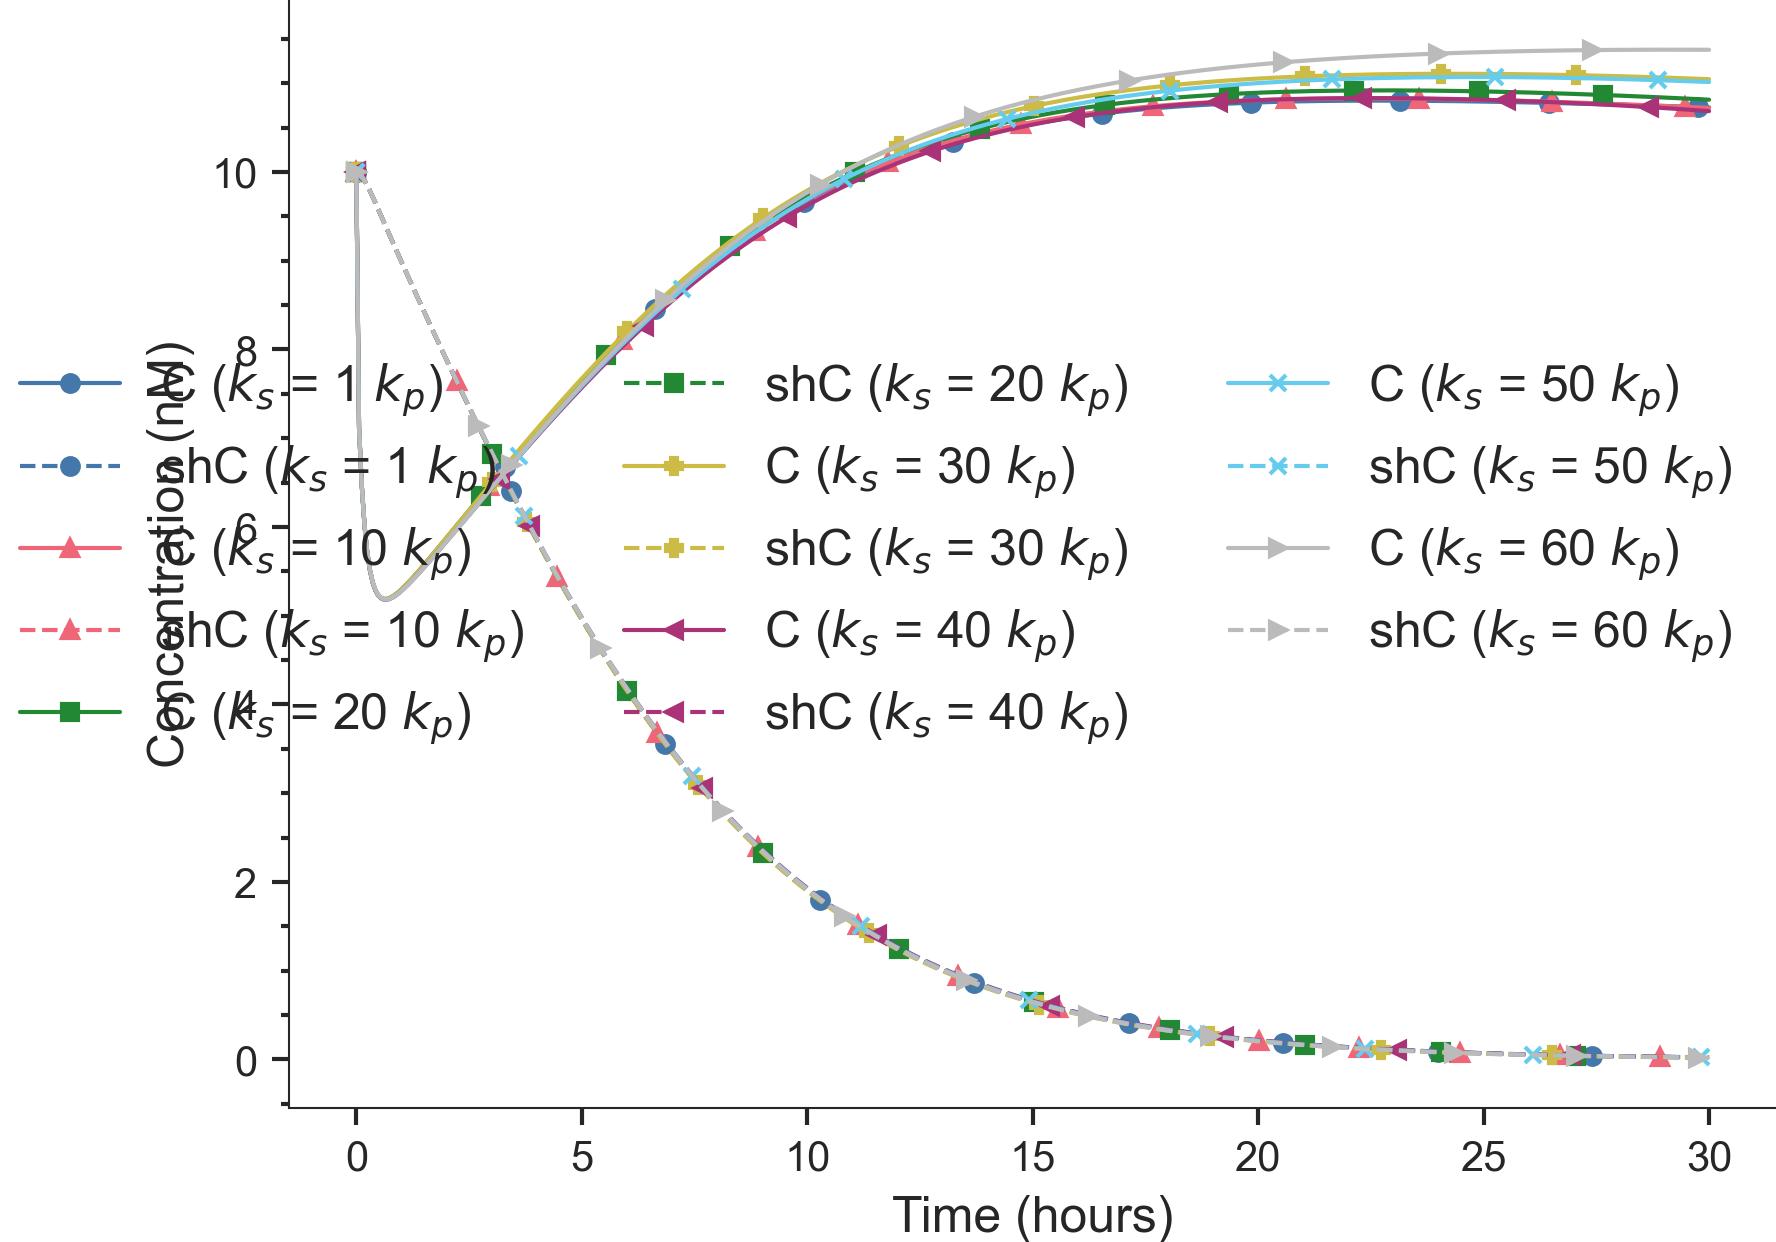 10
8
6
4
2
0
Concentration (nM)
C (kₛ = 1 kₚ)
shC (kₛ = 1 kₚ)
C (kₛ = 10 kₚ)
shC (kₛ = 10 kₚ)
C (kₛ = 20 kₚ)
shC (kₛ = 20 kₚ)
C (kₛ = 30 kₚ)
shC (kₛ = 30 kₚ)
C (kₛ = 40 kₚ)
shC (kₛ = 40 kₚ)
C (kₛ = 50 kₚ)
shC (kₛ = 50 kₚ)
C (kₛ = 60 kₚ)
shC (kₛ = 60 kₚ)
0 5 10 15 20 25 30
Time (hours)